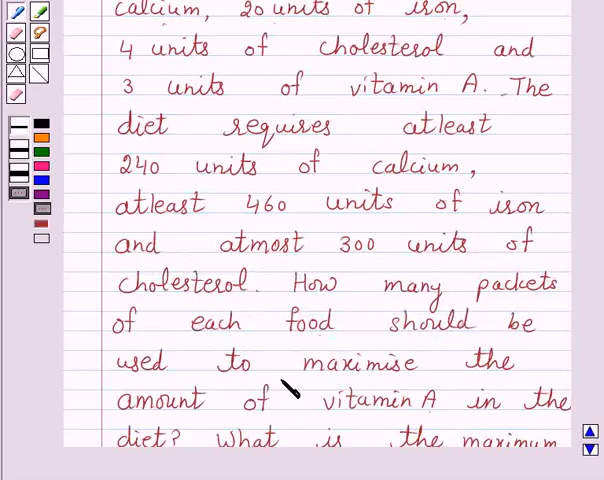 calcium, 20 units of iron,
4 units of cholesterol and
3 units of vitamin A. The
diet requires atleast
240 units of calcium,
atleast 460 units of iron
and atmost 300 units of
cholesterol. How many packets
of each food should be
used to maximise the
amount of vitamin A in the
diet? What is the maximum